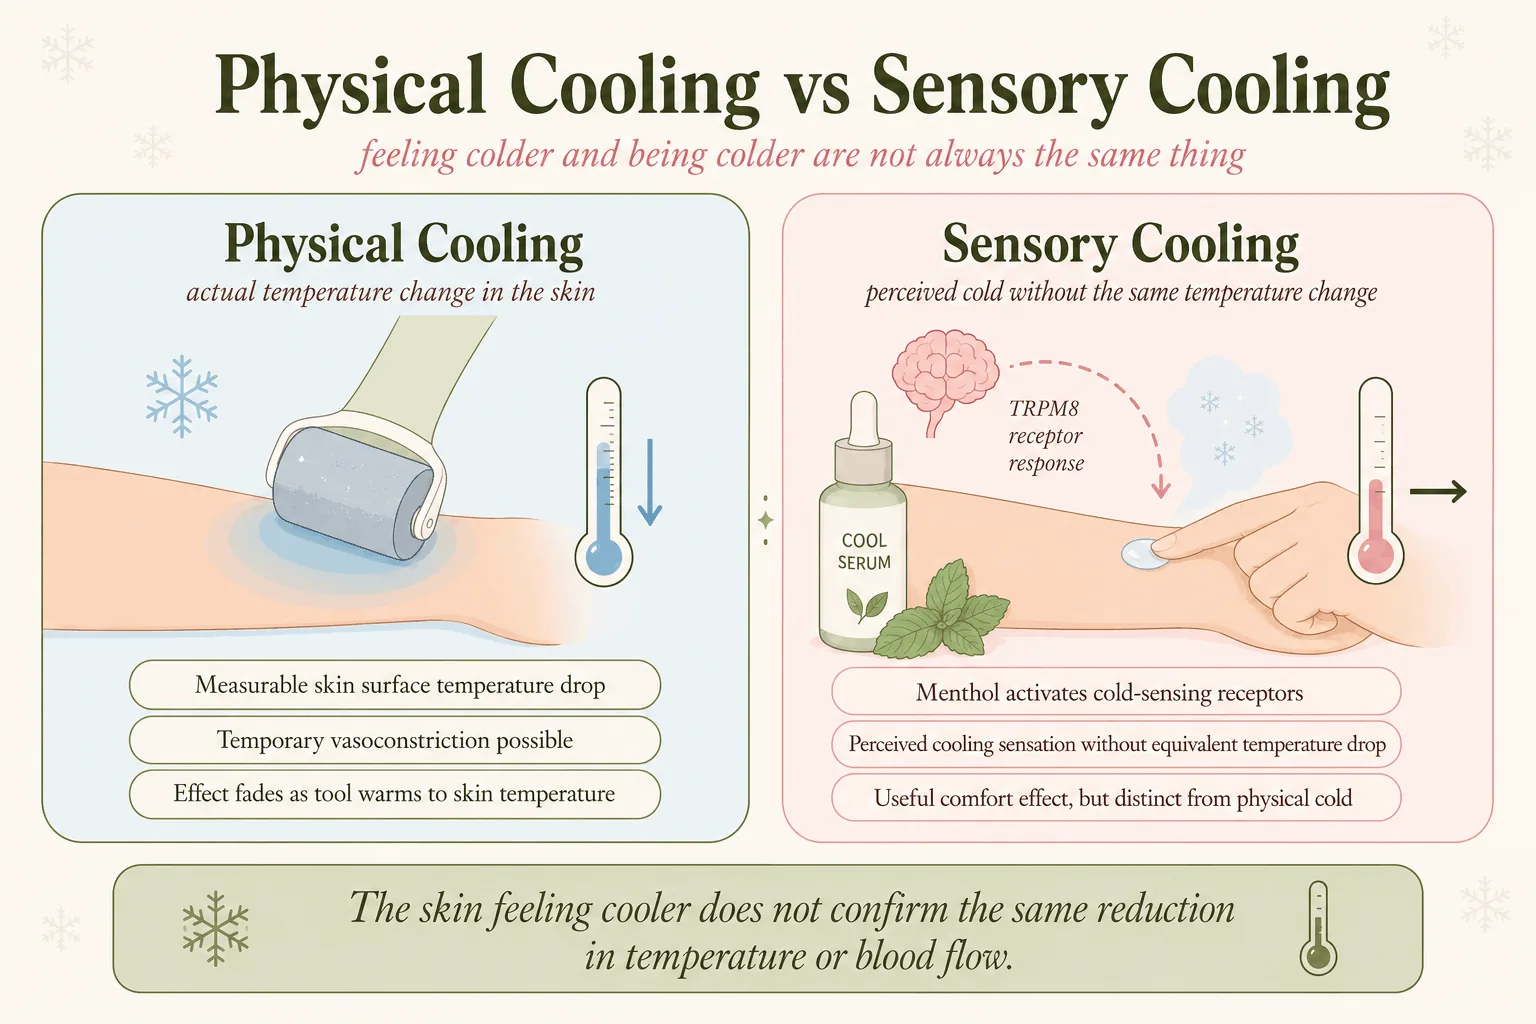 Physical Cooling vs Sensory Cooling
feeling colder and being colder are not always the same thing
Physical Cooling
actual temperature change in the skin
Measurable skin surface temperature drop
Temporary vasoconstriction possible
Effect fades as tool warms to skin temperature
Sensory Cooling
perceived cold without the same temperature change
TRPM8
receptor
response
COOL
SERUM
Menthol activates cold-sensing receptors
Perceived cooling sensation without equivalent temperature drop
Useful comfort effect, but distinct from physical cold
The skin feeling cooler does not confirm the same reduction
in temperature or blood flow.